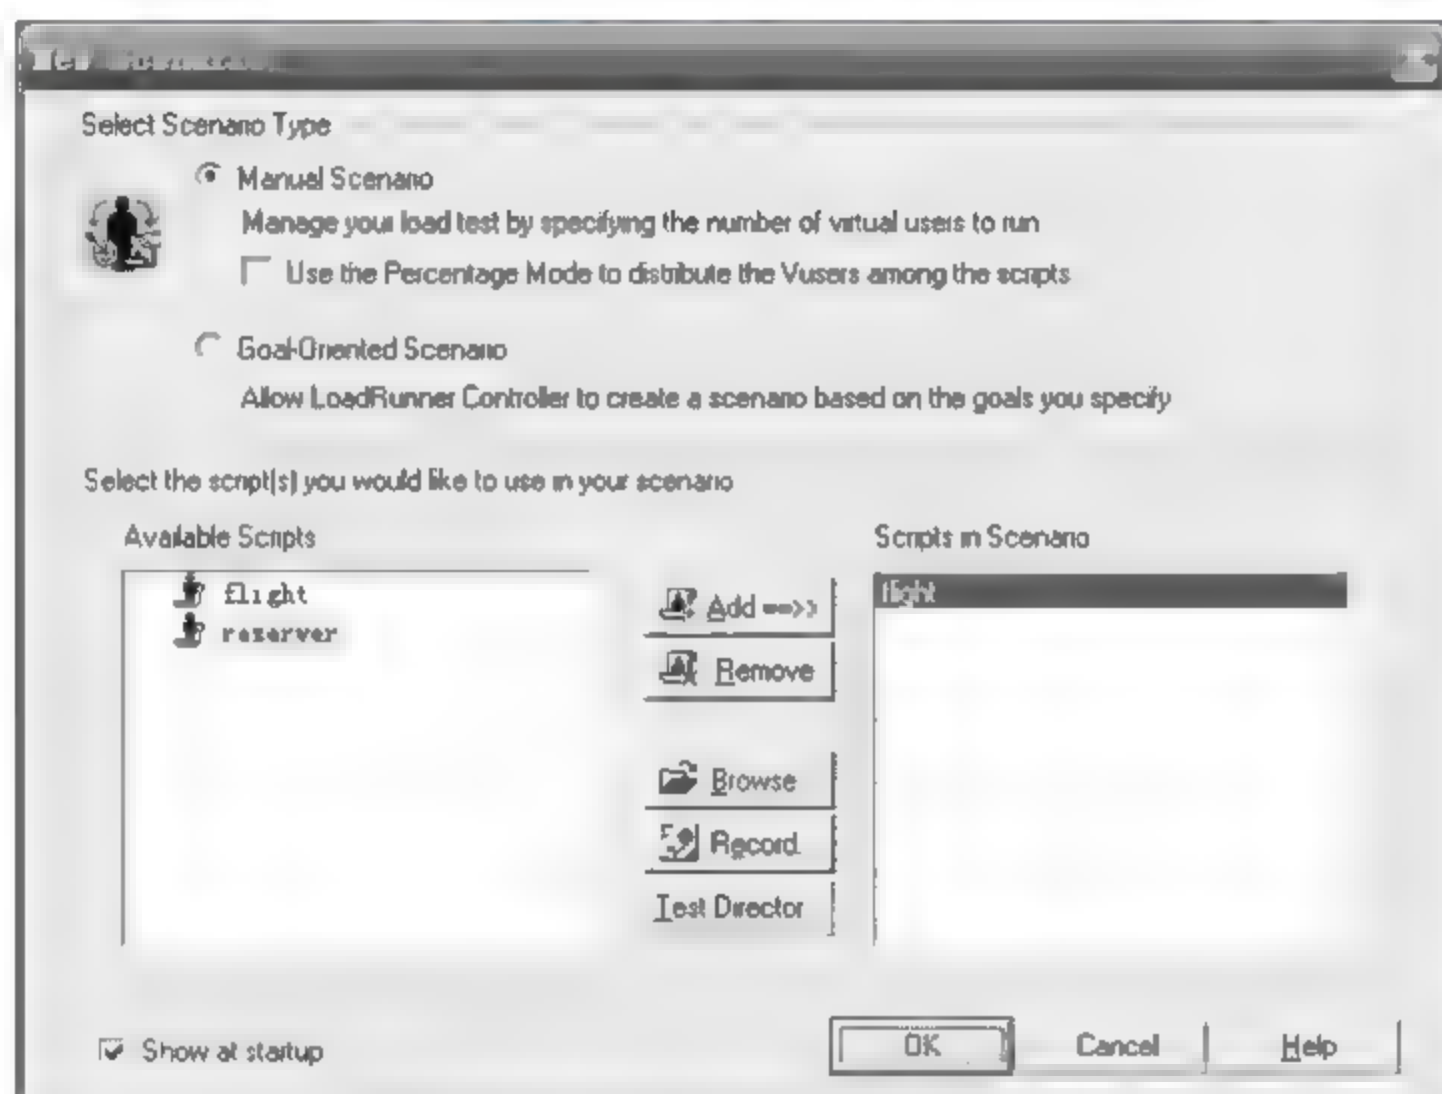 Select Scenario Type
Manual Scenario
Manage your load test by specifying the number of virtual users to run
Use the Percentage Mode to distribute the Vusers among the scripts
Goal-Oriented Scenario
Allow LoadRunner Controller to create a scenario based on the goals you specify
Select the script(s) you would like to use in your scenario
Available Scripts
Scripts in Scenario
flight
reserver
Add ==>>
Remove
Browse
Record.
Test Director
flight
Show at startup
OK
Cancel
Help